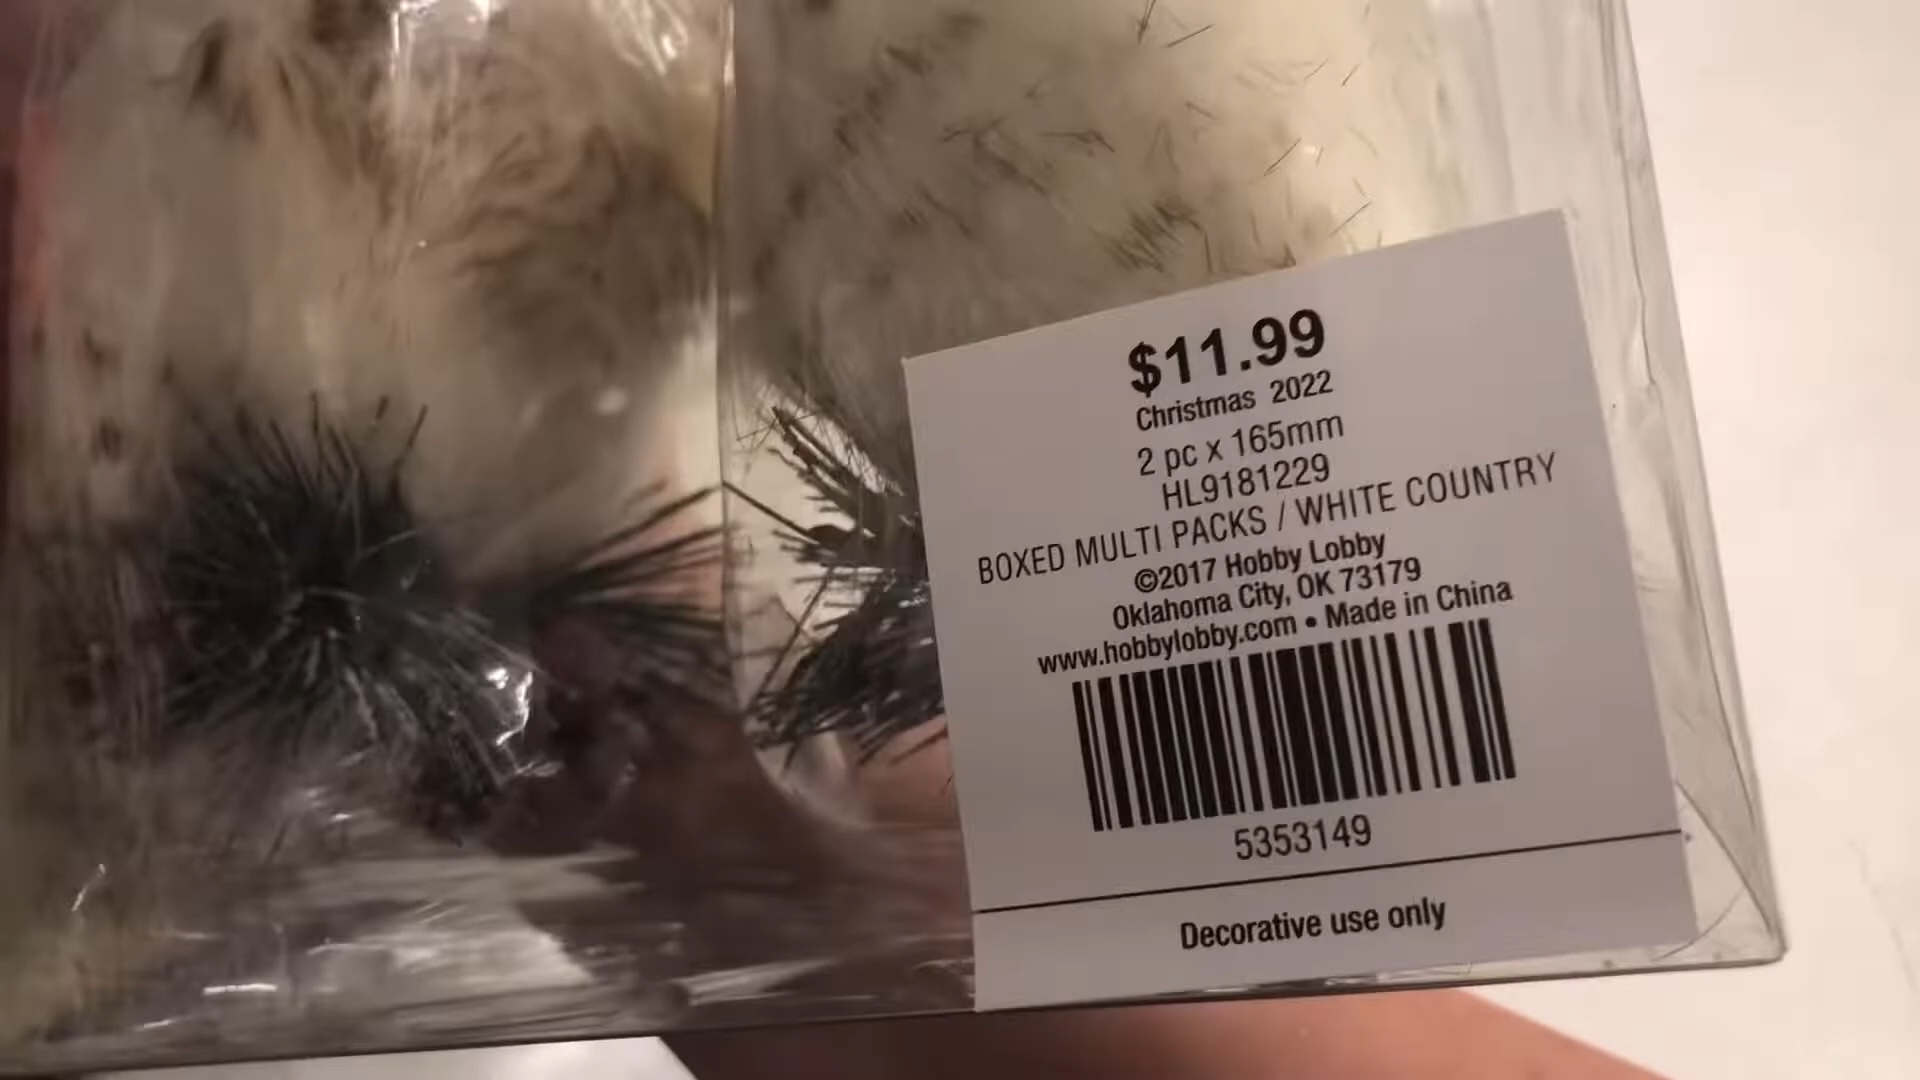 $11.99
Christmas 2022
2 pc x 165mm
HL9181229
BOXED MULTI PACKS / WHITE COUNTRY
©2017 Hobby Lobby
Oklahoma City, OK 73179
www.hobbylobby.com • Made in China
5353149
Decorative use only